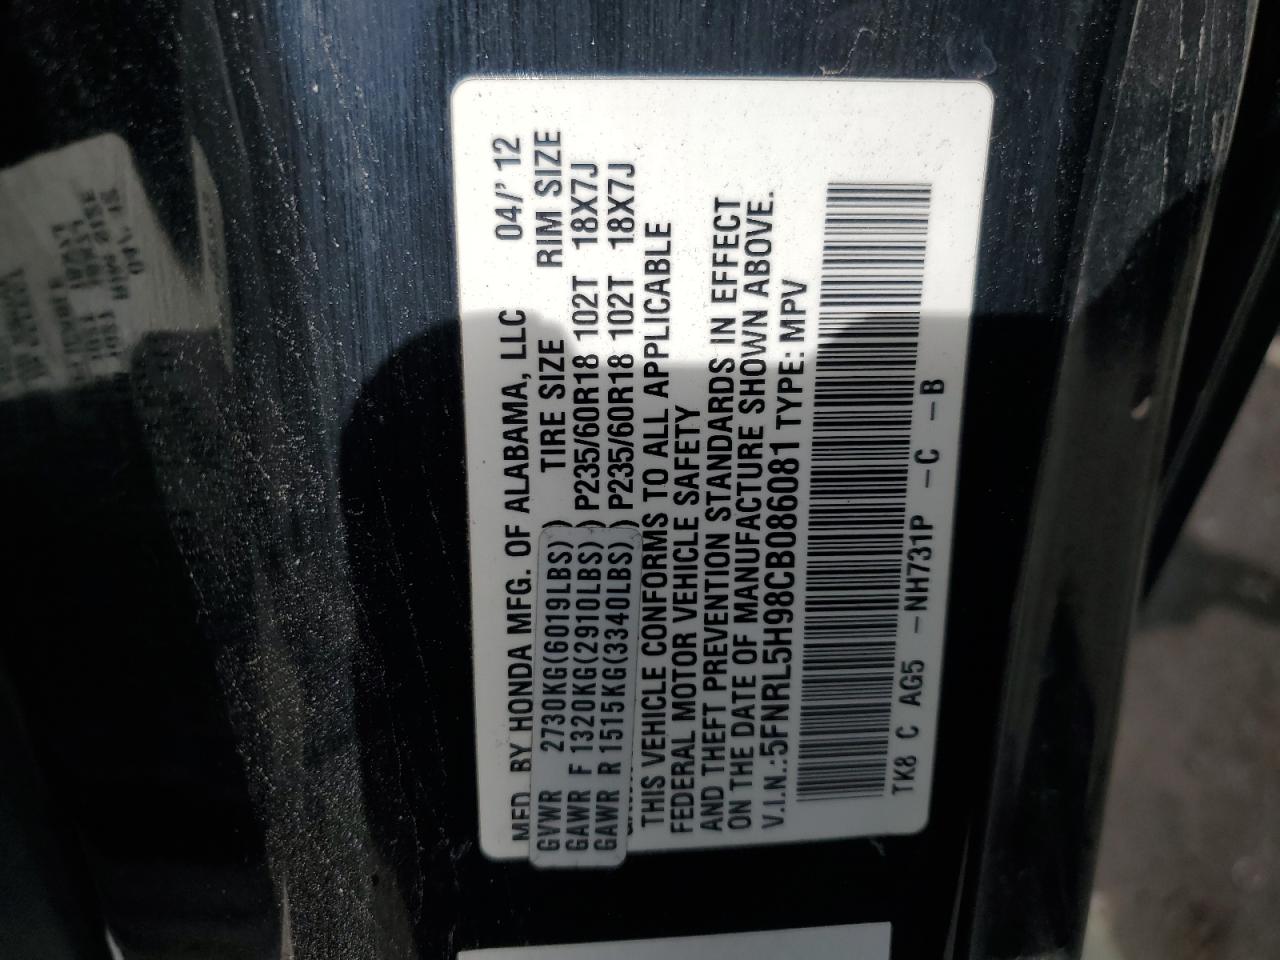 MFD. BY HONDA MFG. OF ALABAMA, LLC 04/'12
GVWR 2730KG(6019LBS) TIRE SIZE RIM SIZE
GAWR F 1320KG(2910LBS) P235/60R18 102T 18X7J
GAWR R 1515KG(3340LBS) P235/60R18 102T 18X7J
THIS VEHICLE CONFORMS TO ALL APPLICABLE
FEDERAL MOTOR VEHICLE SAFETY
AND THEFT PREVENTION STANDARDS IN EFFECT
ON THE DATE OF MANUFACTURE SHOWN ABOVE.
V.I.N.:5FNRL5H98CB086081 TYPE: MPV
TK8 C AG5 -NH731P -C -B